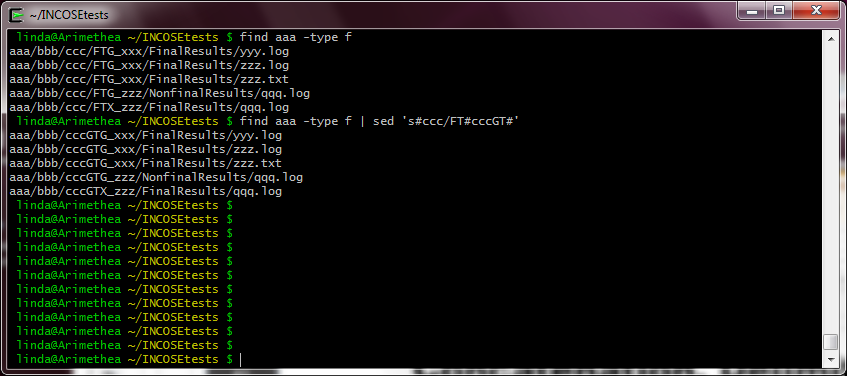 ~/INCOSEtests
linda@Arimethea ~/INCOSEtests $ find aaa -type f
aaa/bbb/ccc/FTG_xxx/FinalResults/yyy.log
aaa/bbb/ccc/FTG_xxx/FinalResults/zzz.log
aaa/bbb/ccc/FTG_xxx/FinalResults/zzz.txt
aaa/bbb/ccc/FTG_zzz/NonfinalResults/qqq.log
aaa/bbb/ccc/FTX_zzz/FinalResults/qqq.log
linda@Arimethea ~/INCOSEtests $ find aaa -type f | sed 's#ccc/FT#cccGT#'
aaa/bbb/cccGTG_xxx/FinalResults/yyy.log
aaa/bbb/cccGTG_xxx/FinalResults/zzz.log
aaa/bbb/cccGTG_xxx/FinalResults/zzz.txt
aaa/bbb/cccGTG_zzz/NonfinalResults/qqq.log
aaa/bbb/cccGTX_zzz/FinalResults/qqq.log
linda@Arimethea ~/INCOSEtests $
linda@Arimethea ~/INCOSEtests $
linda@Arimethea ~/INCOSEtests $
linda@Arimethea ~/INCOSEtests $
linda@Arimethea ~/INCOSEtests $
linda@Arimethea ~/INCOSEtests $
linda@Arimethea ~/INCOSEtests $
linda@Arimethea ~/INCOSEtests $
linda@Arimethea ~/INCOSEtests $
linda@Arimethea ~/INCOSEtests $
linda@Arimethea ~/INCOSEtests $
linda@Arimethea ~/INCOSEtests $